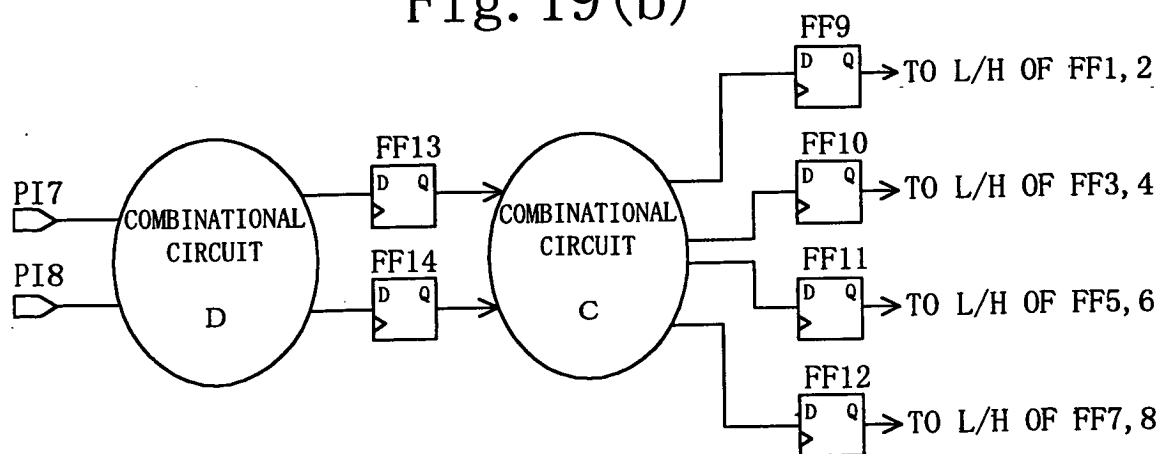 Fig. 19(b)
FF9
D Q
TO L/H OF FF1, 2
FF13
D Q
FF10
D Q
TO L/H OF FF3, 4
PI7
COMBINATIONAL
CIRCUIT
D
COMBINATIONAL
CIRCUIT
C
PI8
FF14
D Q
FF11
D Q
TO L/H OF FF5, 6
FF12
D Q
TO L/H OF FF7, 8